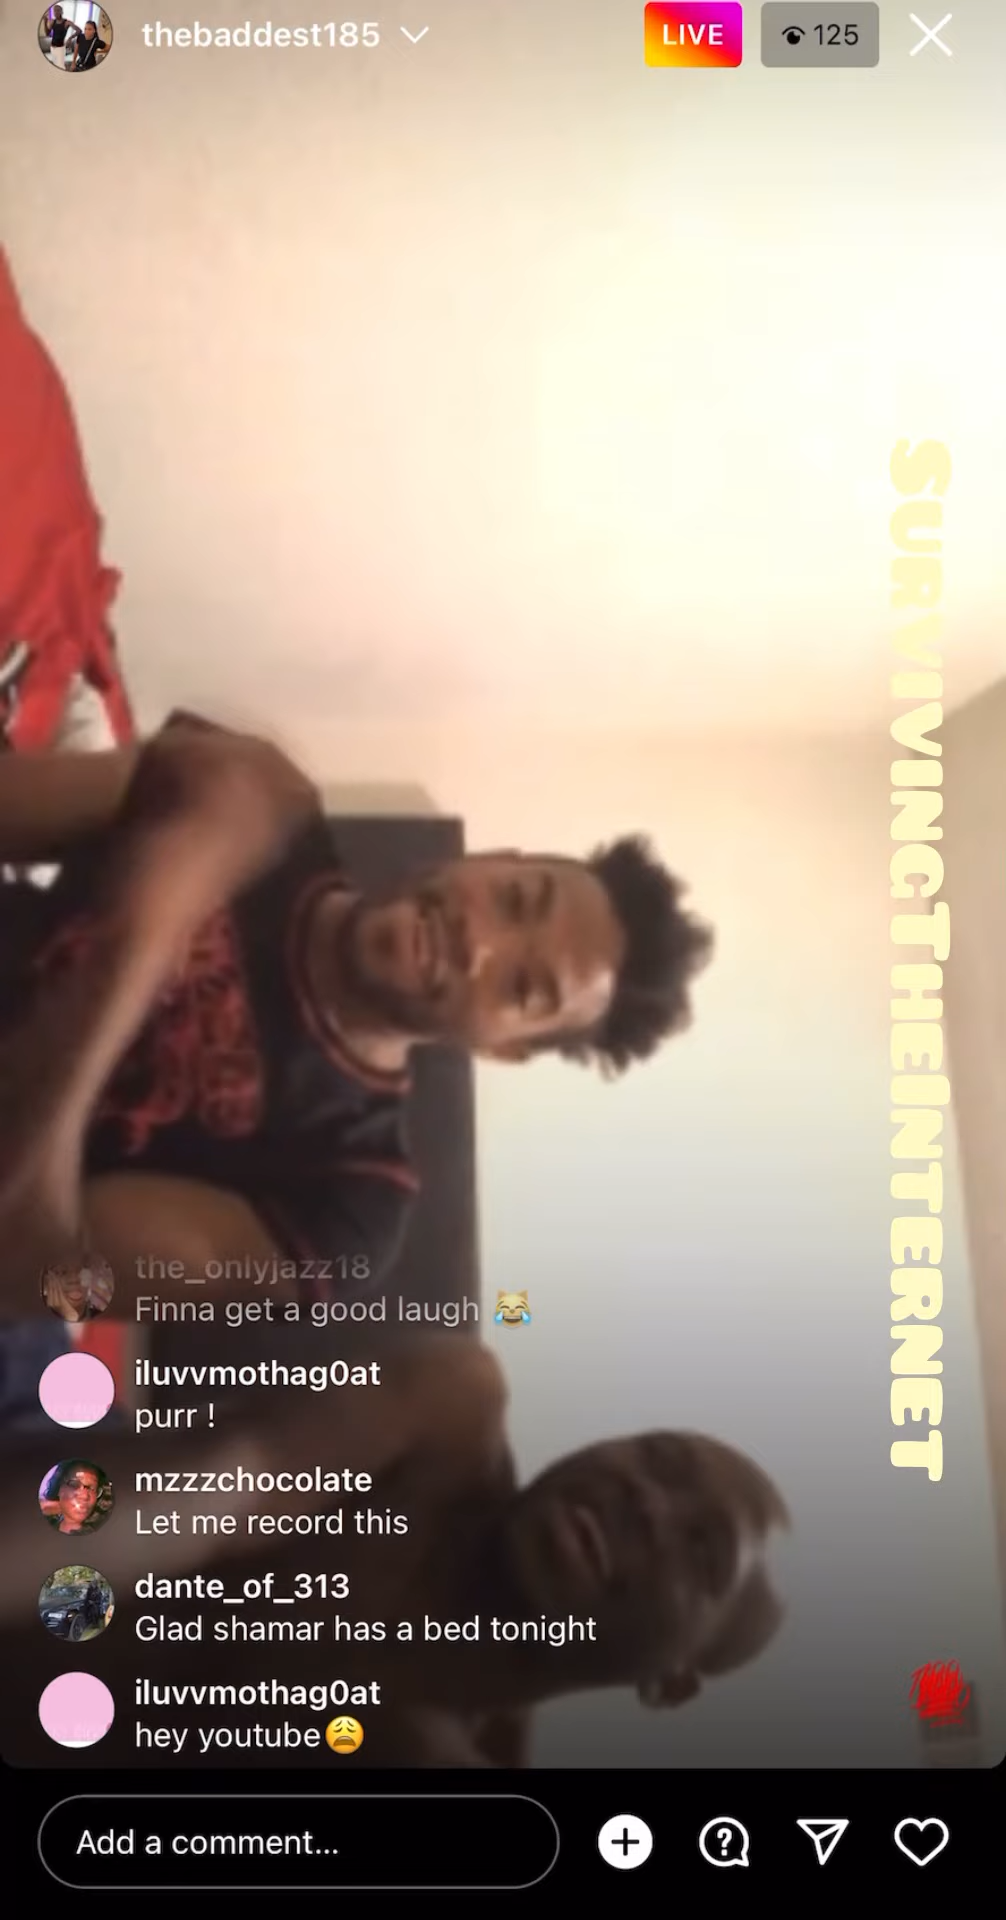 thebaddest185
LIVE
125
SURVIVINGTHEINTERNET
the_onlyjazz18
Finna get a good laugh 😹
iluvvmothag0at
purr !
mzzzchocolate
Let me record this
dante_of_313
Glad shamar has a bed tonight
iluvvmothag0at
hey youtube😩
Add a comment...